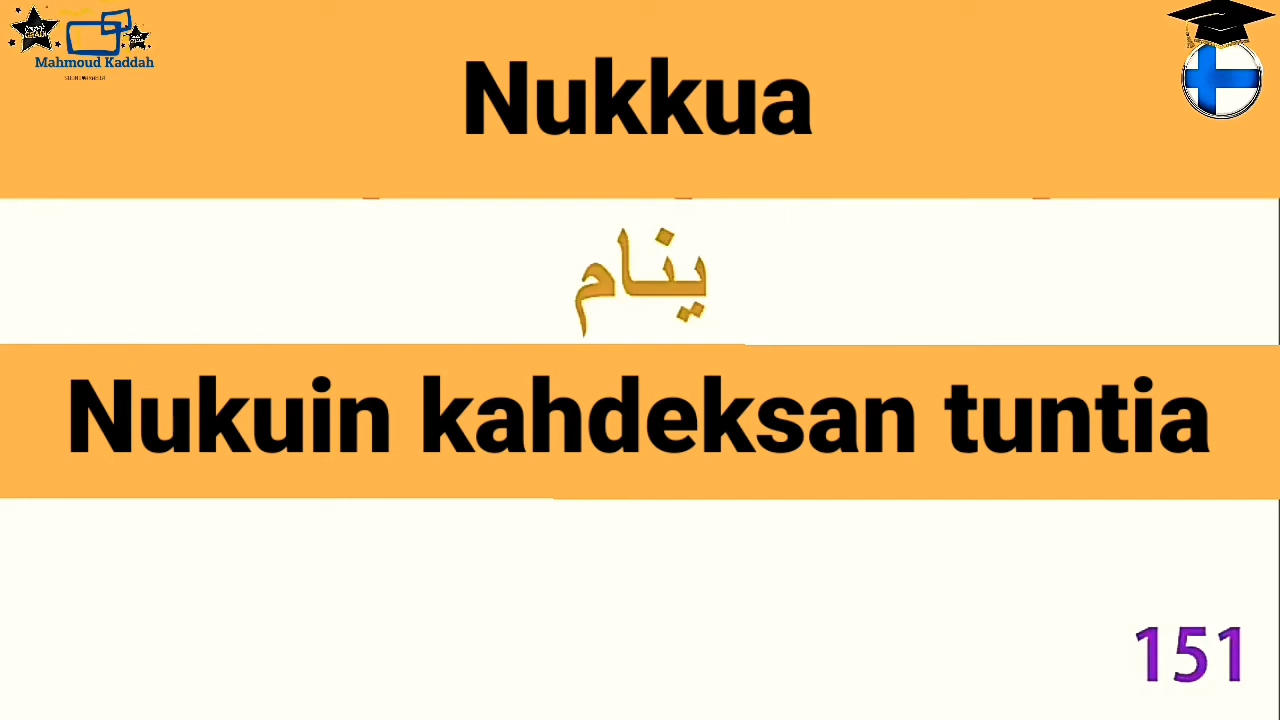 Mahmoud Kaddah
Nukkua
ينام
Nukuin kahdeksan tuntia
151